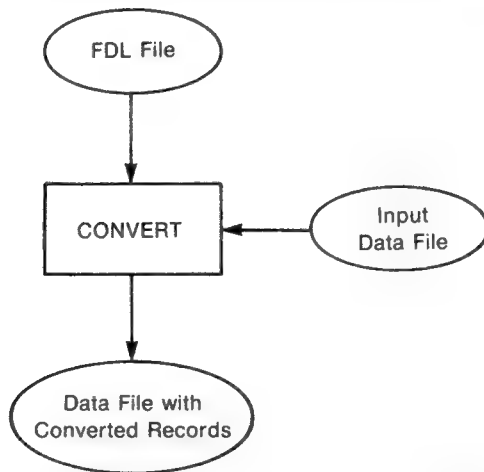 FDL File
CONVERT
Input
Data File
Data File with
Converted Records